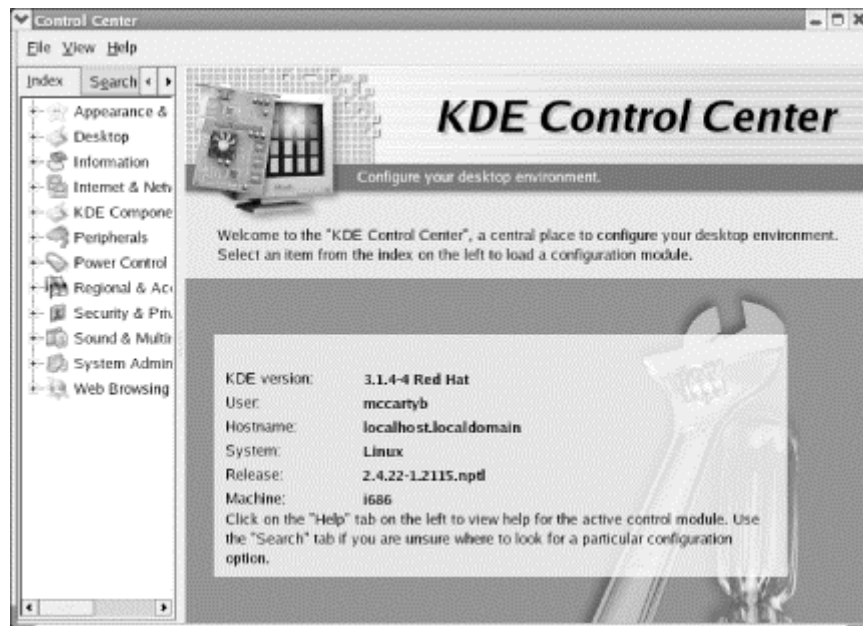 Control Center
File View Help
Index Search
Appearance &
Desktop
Information
Internet & Netw
KDE Compone
Peripherals
Power Control
Regional & Acc
Security & Priv
Sound & Multir
System Admin
Web Browsing
KDE Control Center
Configure your desktop environment.
Welcome to the "KDE Control Center", a central place to configure your desktop environment.
Select an item from the index on the left to load a configuration module.
KDE version: 3.1.4-4 Red Hat
User: mccartyb
Hostname: localhost.localdomain
System: Linux
Release: 2.4.22-1.2115.nptl
Machine: i686
Click on the "Help" tab on the left to view help for the active control module. Use
the "Search" tab if you are unsure where to look for a particular configuration
option.